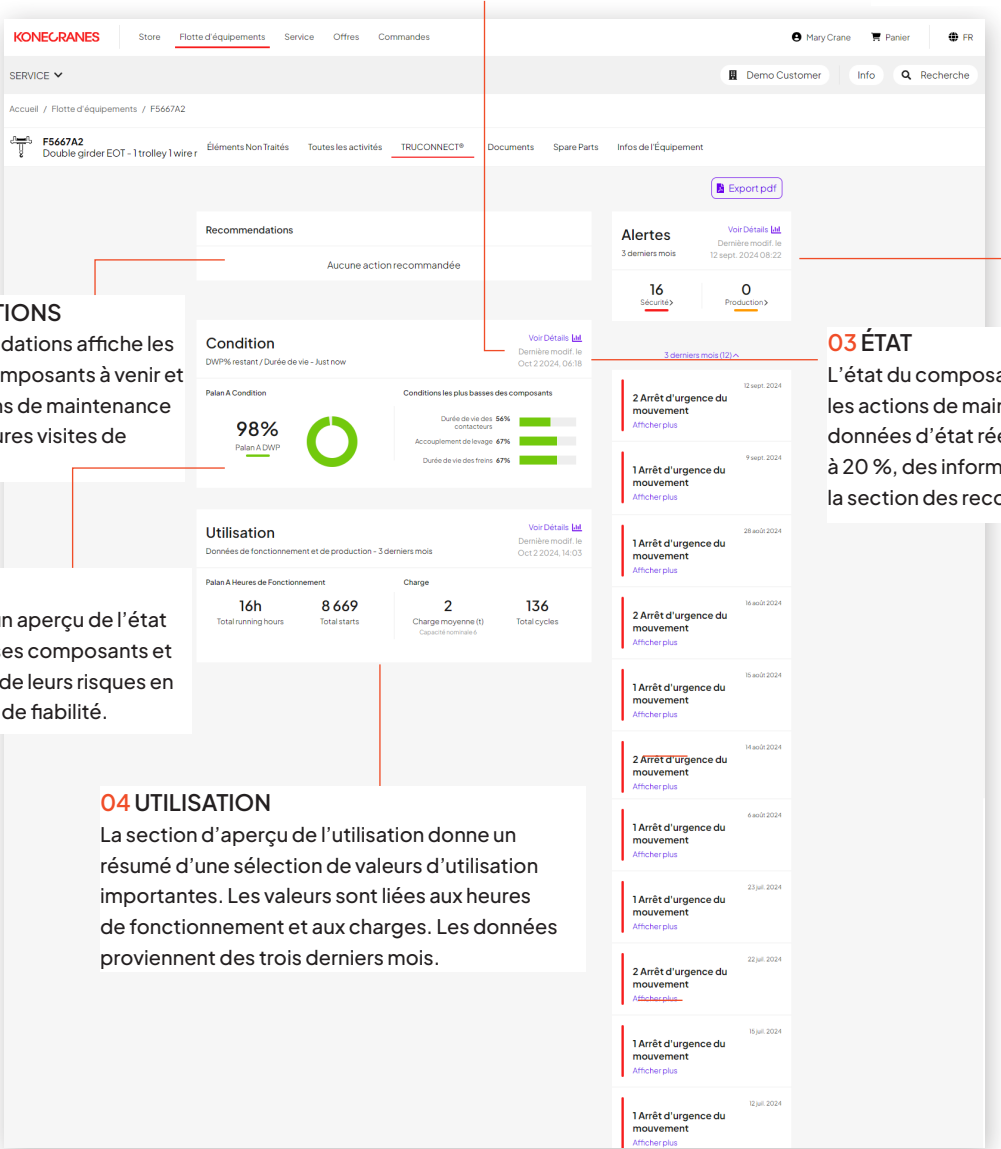 KONECRANES
Store Flotte d'équipements Service Offres Commandes
Mary Crane Panier FR
SERVICE
Demo Customer Info Recherche
Accueil / Flotte d'équipements / F5667A2
F5667A2
Double girder EOT - 1 trolley 1 wire r
Éléments Non Traités Toutes les activités TRUCONNECT® Documents Spare Parts Infos de l'Équipement
Export pdf
Recommendations
Aucune action recommandée
Alertes
3 derniers mois
Voir Détails
Dernière modif. le
12 sept. 2024 08:22
16
Sécurité>
0
Production>
TIONS
dations affiche les
mposants à venir et
ns de maintenance
ures visites de
Condition
DWP% restant / Durée de vie - Just now
Voir Détails
Dernière modif. le
Oct 2 2024, 06:18
Palan A Condition
98%
Palan A DWP
Conditions les plus basses des composants
Durée de vie des contacteurs 56%
Accouplement de levage 67%
Durée de vie des freins 67%
3 derniers mois (12)
03 ÉTAT
L'état du composa
les actions de main
données d'état rée
à 20 %, des inform
la section des reco
12 sept. 2024
2 Arrêt d'urgence du
mouvement
Afficher plus
9 sept. 2024
1 Arrêt d'urgence du
mouvement
Afficher plus
Utilisation
Données de fonctionnement et de production - 3 derniers mois
Voir Détails
Dernière modif. le
Oct 2 2024, 14:03
Palan A Heures de Fonctionnement
16h
Total running hours
8 669
Total starts
Charge
2
Charge moyenne (t)
Capacité nominale 6
136
Total cycles
28 août 2024
1 Arrêt d'urgence du
mouvement
Afficher plus
un aperçu de l'état
ses composants et
de leurs risques en
de fiabilité.
16 août 2024
2 Arrêt d'urgence du
mouvement
Afficher plus
15 août 2024
1 Arrêt d'urgence du
mouvement
Afficher plus
14 août 2024
2 Arrêt d'urgence du
mouvement
Afficher plus
04 UTILISATION
La section d'aperçu de l'utilisation donne un
résumé d'une sélection de valeurs d'utilisation
importantes. Les valeurs sont liées aux heures
de fonctionnement et aux charges. Les données
proviennent des trois derniers mois.
6 août 2024
1 Arrêt d'urgence du
mouvement
Afficher plus
23 juil. 2024
1 Arrêt d'urgence du
mouvement
Afficher plus
22 juil. 2024
2 Arrêt d'urgence du
mouvement
Afficher plus
15 juil. 2024
1 Arrêt d'urgence du
mouvement
Afficher plus
12 juil. 2024
1 Arrêt d'urgence du
mouvement
Afficher plus